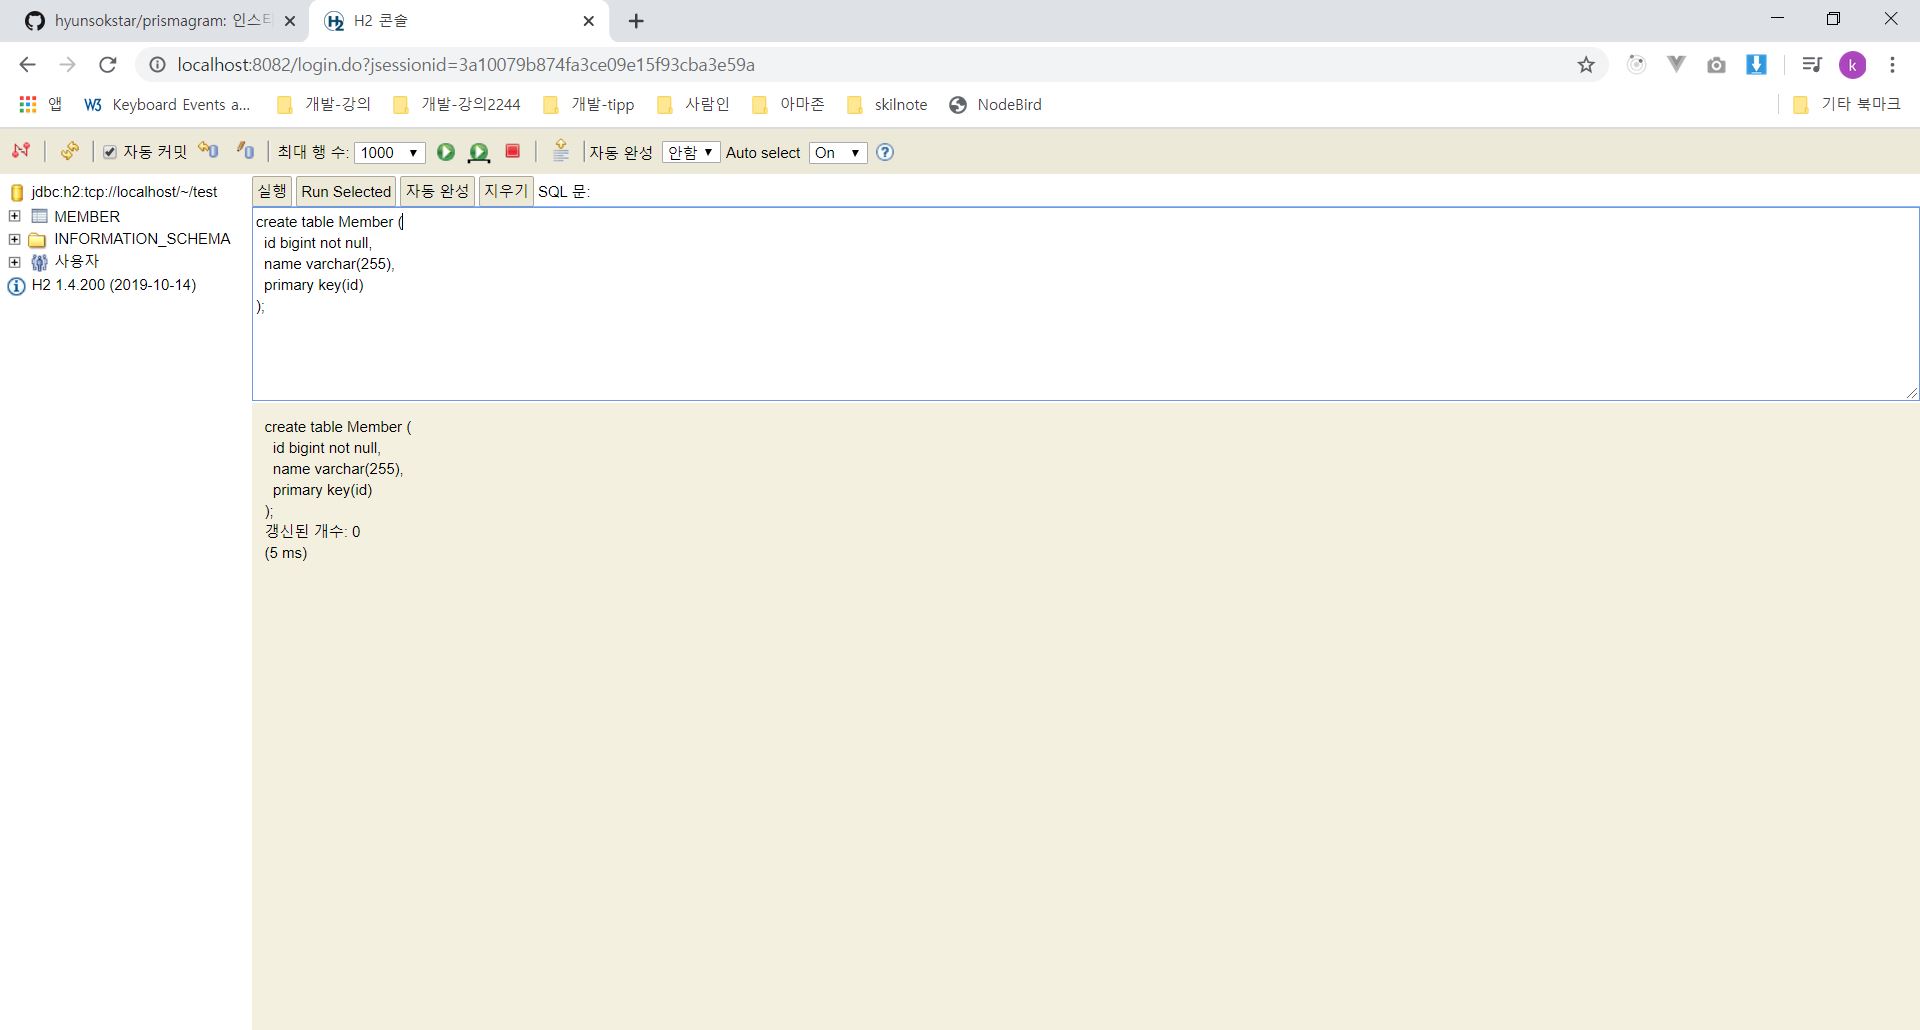 hyunsokstar/prismagram: 인스타
H2 콘솔
localhost:8082/login.do?jsessionid=3a10079b874fa3ce09e15f93cba3e59a
k
앱 W3 Keyboard Events a... 개발-강의 개발-강의2244 개발-tipp 사람인 아마존 skilnote NodeBird 기타 북마크
자동 커밋 최대 행 수: 1000 자동 완성 안함 Auto select On
jdbc:h2:tcp://localhost/~/test
MEMBER
INFORMATION_SCHEMA
사용자
H2 1.4.200 (2019-10-14)
실행 Run Selected 자동 완성 지우기 SQL 문:
create table Member (
id bigint not null,
name varchar(255),
primary key(id)
);
create table Member (
id bigint not null,
name varchar(255),
primary key(id)
);
갱신된 개수: 0
(5 ms)